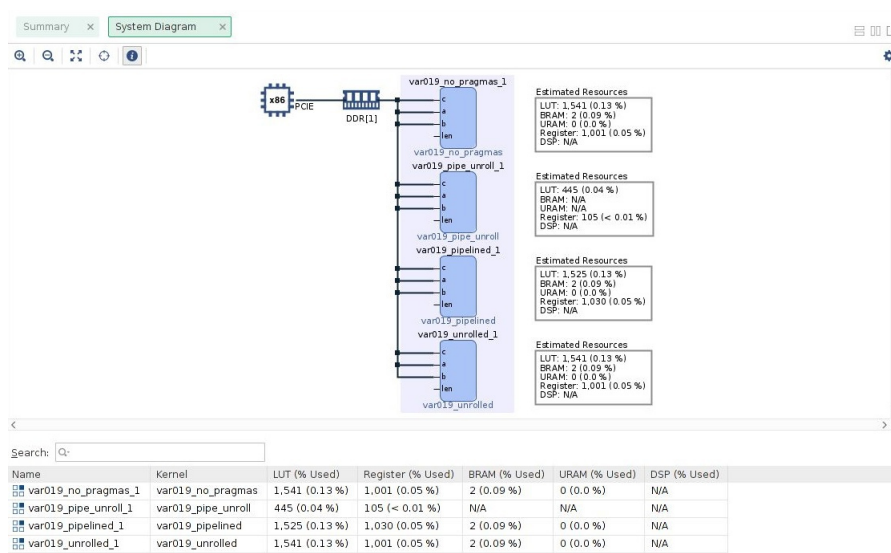 Summary × System Diagram ×
x86 PCIE DDR[1]
var019_no_pragmas_1
c
a
b
len
var019_no_pragmas
Estimated Resources
LUT: 1,541 (0.13 %)
BRAM: 2 (0.09 %)
URAM: 0 (0.0 %)
Register: 1,001 (0.05 %)
DSP: N/A
var019_pipe_unroll_1
c
a
b
len
var019_pipe_unroll
Estimated Resources
LUT: 445 (0.04 %)
BRAM: N/A
URAM: N/A
Register: 105 (< 0.01 %)
DSP: N/A
var019_pipelined_1
c
a
b
len
var019_pipelined
Estimated Resources
LUT: 1,525 (0.13 %)
BRAM: 2 (0.09 %)
URAM: 0 (0.0 %)
Register: 1,030 (0.05 %)
DSP: N/A
var019_unrolled_1
c
a
b
len
var019_unrolled
Estimated Resources
LUT: 1,541 (0.13 %)
BRAM: 2 (0.09 %)
URAM: 0 (0.0 %)
Register: 1,001 (0.05 %)
DSP: N/A
Search:
Name Kernel LUT (% Used) Register (% Used) BRAM (% Used) URAM (% Used) DSP (% Used)
var019_no_pragmas_1 var019_no_pragmas 1,541 (0.13 %) 1,001 (0.05 %) 2 (0.09 %) 0 (0.0 %) N/A
var019_pipe_unroll_1 var019_pipe_unroll 445 (0.04 %) 105 (< 0.01 %) N/A N/A N/A
var019_pipelined_1 var019_pipelined 1,525 (0.13 %) 1,030 (0.05 %) 2 (0.09 %) 0 (0.0 %) N/A
var019_unrolled_1 var019_unrolled 1,541 (0.13 %) 1,001 (0.05 %) 2 (0.09 %) 0 (0.0 %) N/A